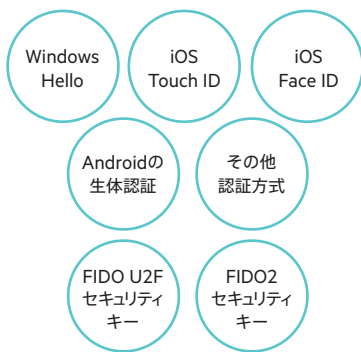 Windows
Hello
iOS
Touch ID
iOS
Face ID
Androidの
生体認証
その他
認証方式
FIDO U2F
セキュリティ
キー
FIDO2
セキュリティ
キー